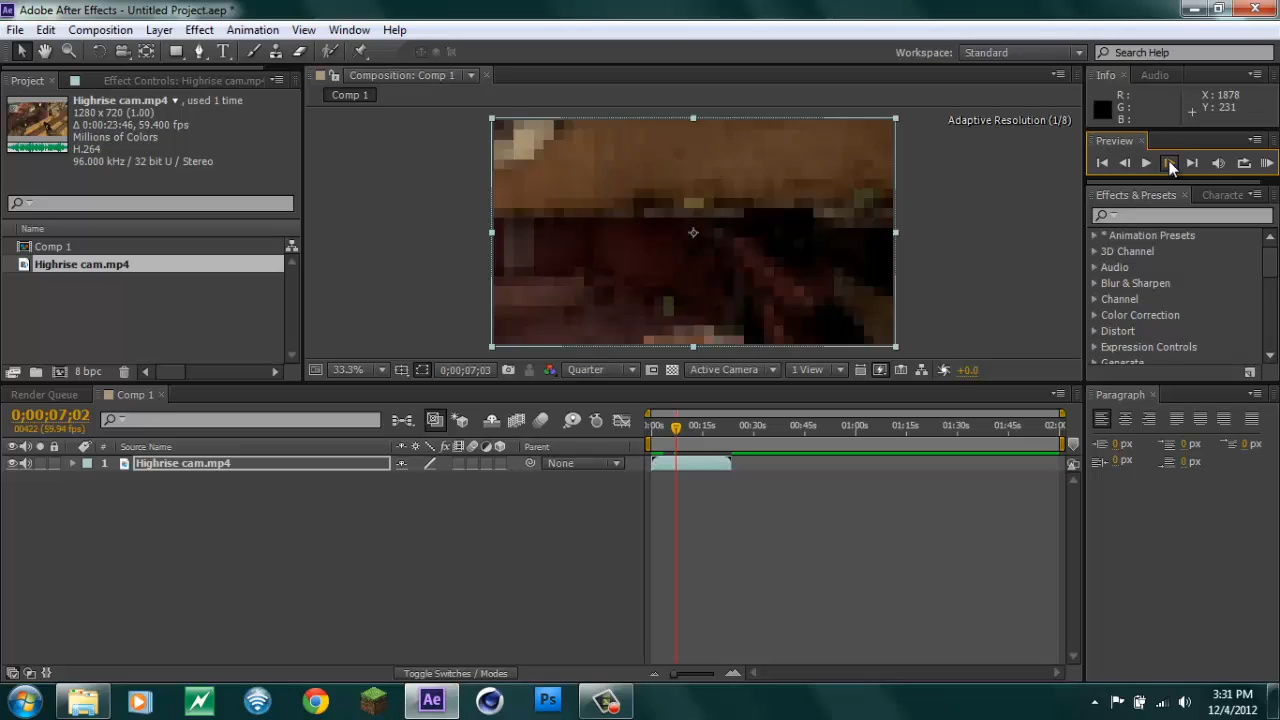 Adobe After Effects - Untitled Project.aep *
File Edit Composition Layer Effect Animation View Window Help
Workspace: Standard Search Help
Project Effect Controls: Highrise cam.mp4
Composition: Comp 1
Info Audio
Highrise cam.mp4 , used 1 time
1280 x 720 (1.00)
Δ 0:00:23:46, 59.400 fps
Millions of Colors
H.264
96.000 kHz / 32 bit U / Stereo
Comp 1
Adaptive Resolution (1/8)
R :
G :
B :
X : 1878
Y : 231
Preview
Effects & Presets Characte
Name
Comp 1
Highrise cam.mp4
* Animation Presets
3D Channel
Audio
Blur & Sharpen
Channel
Color Correction
Distort
Expression Controls
Generate
8 bpc
33.3% 0;00;07;03 Quarter Active Camera 1 View +0.0
Render Queue Comp 1
Paragraph
0;00;07;02
00422 (59.94 fps)
:00s 00:15s 00:30s 00:45s 01:00s 01:15s 01:30s 01:45s 02:0
# Source Name Parent
1 Highrise cam.mp4 None
0 px 0 px 0 px
0 px 0 px
Toggle Switches / Modes
Ae Ps
3:31 PM
12/4/2012